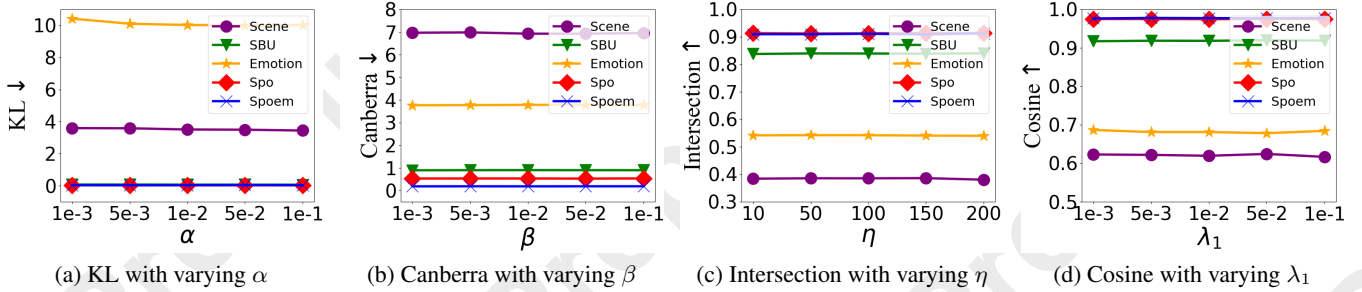 KL ↓
10
8
6
4
2
0
1e-3 5e-3 1e-2 5e-2 1e-1
α
Scene
SBU
Emotion
Spo
Spoem
(a) KL with varying α
Canberra ↓
8
7
6
5
4
3
2
1
0
1e-3 5e-3 1e-2 5e-2 1e-1
β
Scene
SBU
Emotion
Spo
Spoem
(b) Canberra with varying β
Intersection ↑
1.0
0.9
0.8
0.7
0.6
0.5
0.4
0.3
10 50 100 150 200
η
Scene
SBU
Emotion
Spo
Spoem
(c) Intersection with varying η
Cosine ↑
1.0
0.9
0.8
0.7
0.6
0.5
1e-3 5e-3 1e-2 5e-2 1e-1
λ₁
Scene
SBU
Emotion
Spo
Spoem
(d) Cosine with varying λ₁